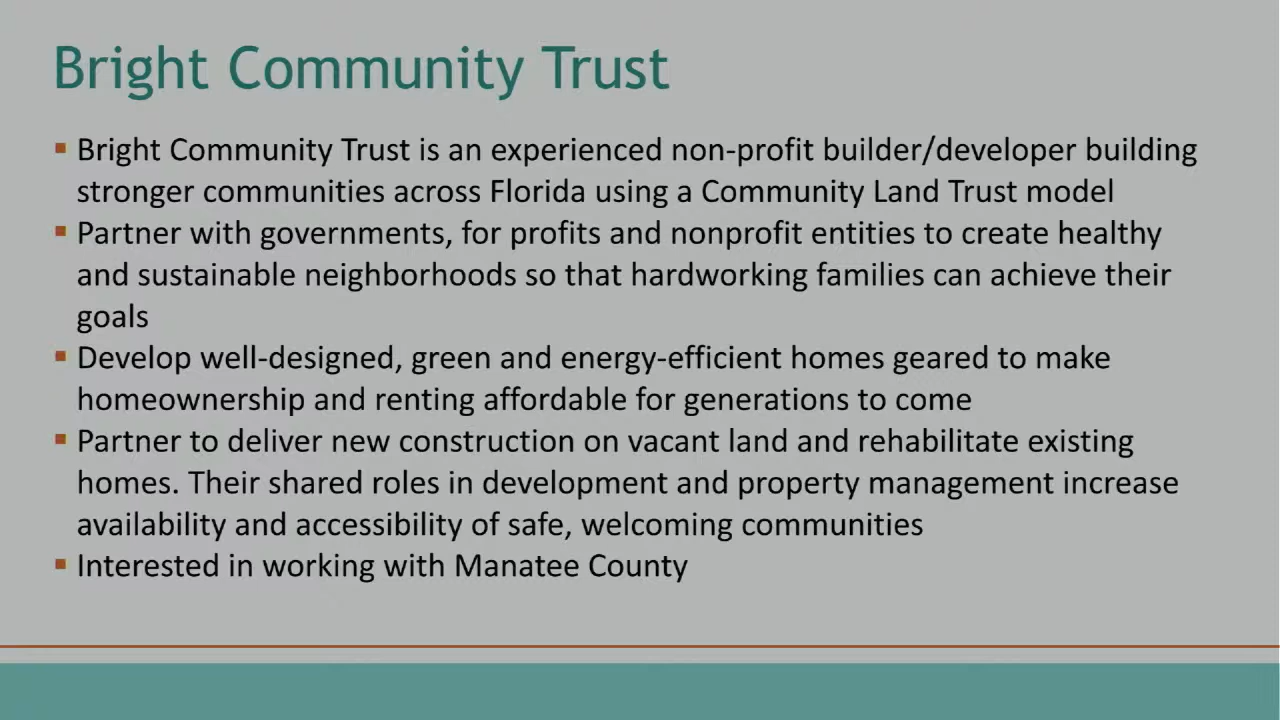 Bright Community Trust
▪ Bright Community Trust is an experienced non-profit builder/developer building
stronger communities across Florida using a Community Land Trust model
▪ Partner with governments, for profits and nonprofit entities to create healthy
and sustainable neighborhoods so that hardworking families can achieve their
goals
▪ Develop well-designed, green and energy-efficient homes geared to make
homeownership and renting affordable for generations to come
▪ Partner to deliver new construction on vacant land and rehabilitate existing
homes. Their shared roles in development and property management increase
availability and accessibility of safe, welcoming communities
▪ Interested in working with Manatee County